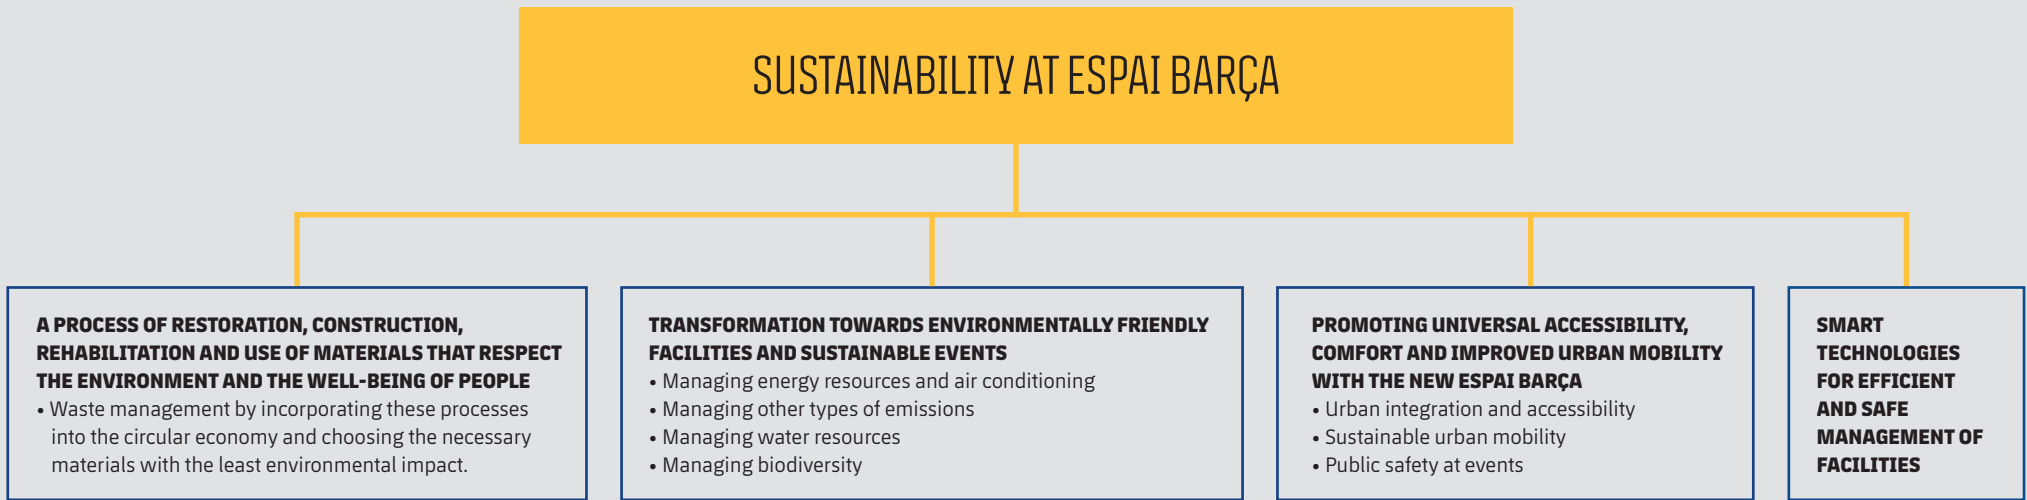 SUSTAINABILITY AT ESPAI BARÇA
A PROCESS OF RESTORATION, CONSTRUCTION,
REHABILITATION AND USE OF MATERIALS THAT RESPECT
THE ENVIRONMENT AND THE WELL-BEING OF PEOPLE
• Waste management by incorporating these processes
into the circular economy and choosing the necessary
materials with the least environmental impact.
TRANSFORMATION TOWARDS ENVIRONMENTALLY FRIENDLY
FACILITIES AND SUSTAINABLE EVENTS
• Managing energy resources and air conditioning
• Managing other types of emissions
• Managing water resources
• Managing biodiversity
PROMOTING UNIVERSAL ACCESSIBILITY,
COMFORT AND IMPROVED URBAN MOBILITY
WITH THE NEW ESPAI BARÇA
• Urban integration and accessibility
• Sustainable urban mobility
• Public safety at events
SMART
TECHNOLOGIES
FOR EFFICIENT
AND SAFE
MANAGEMENT OF
FACILITIES